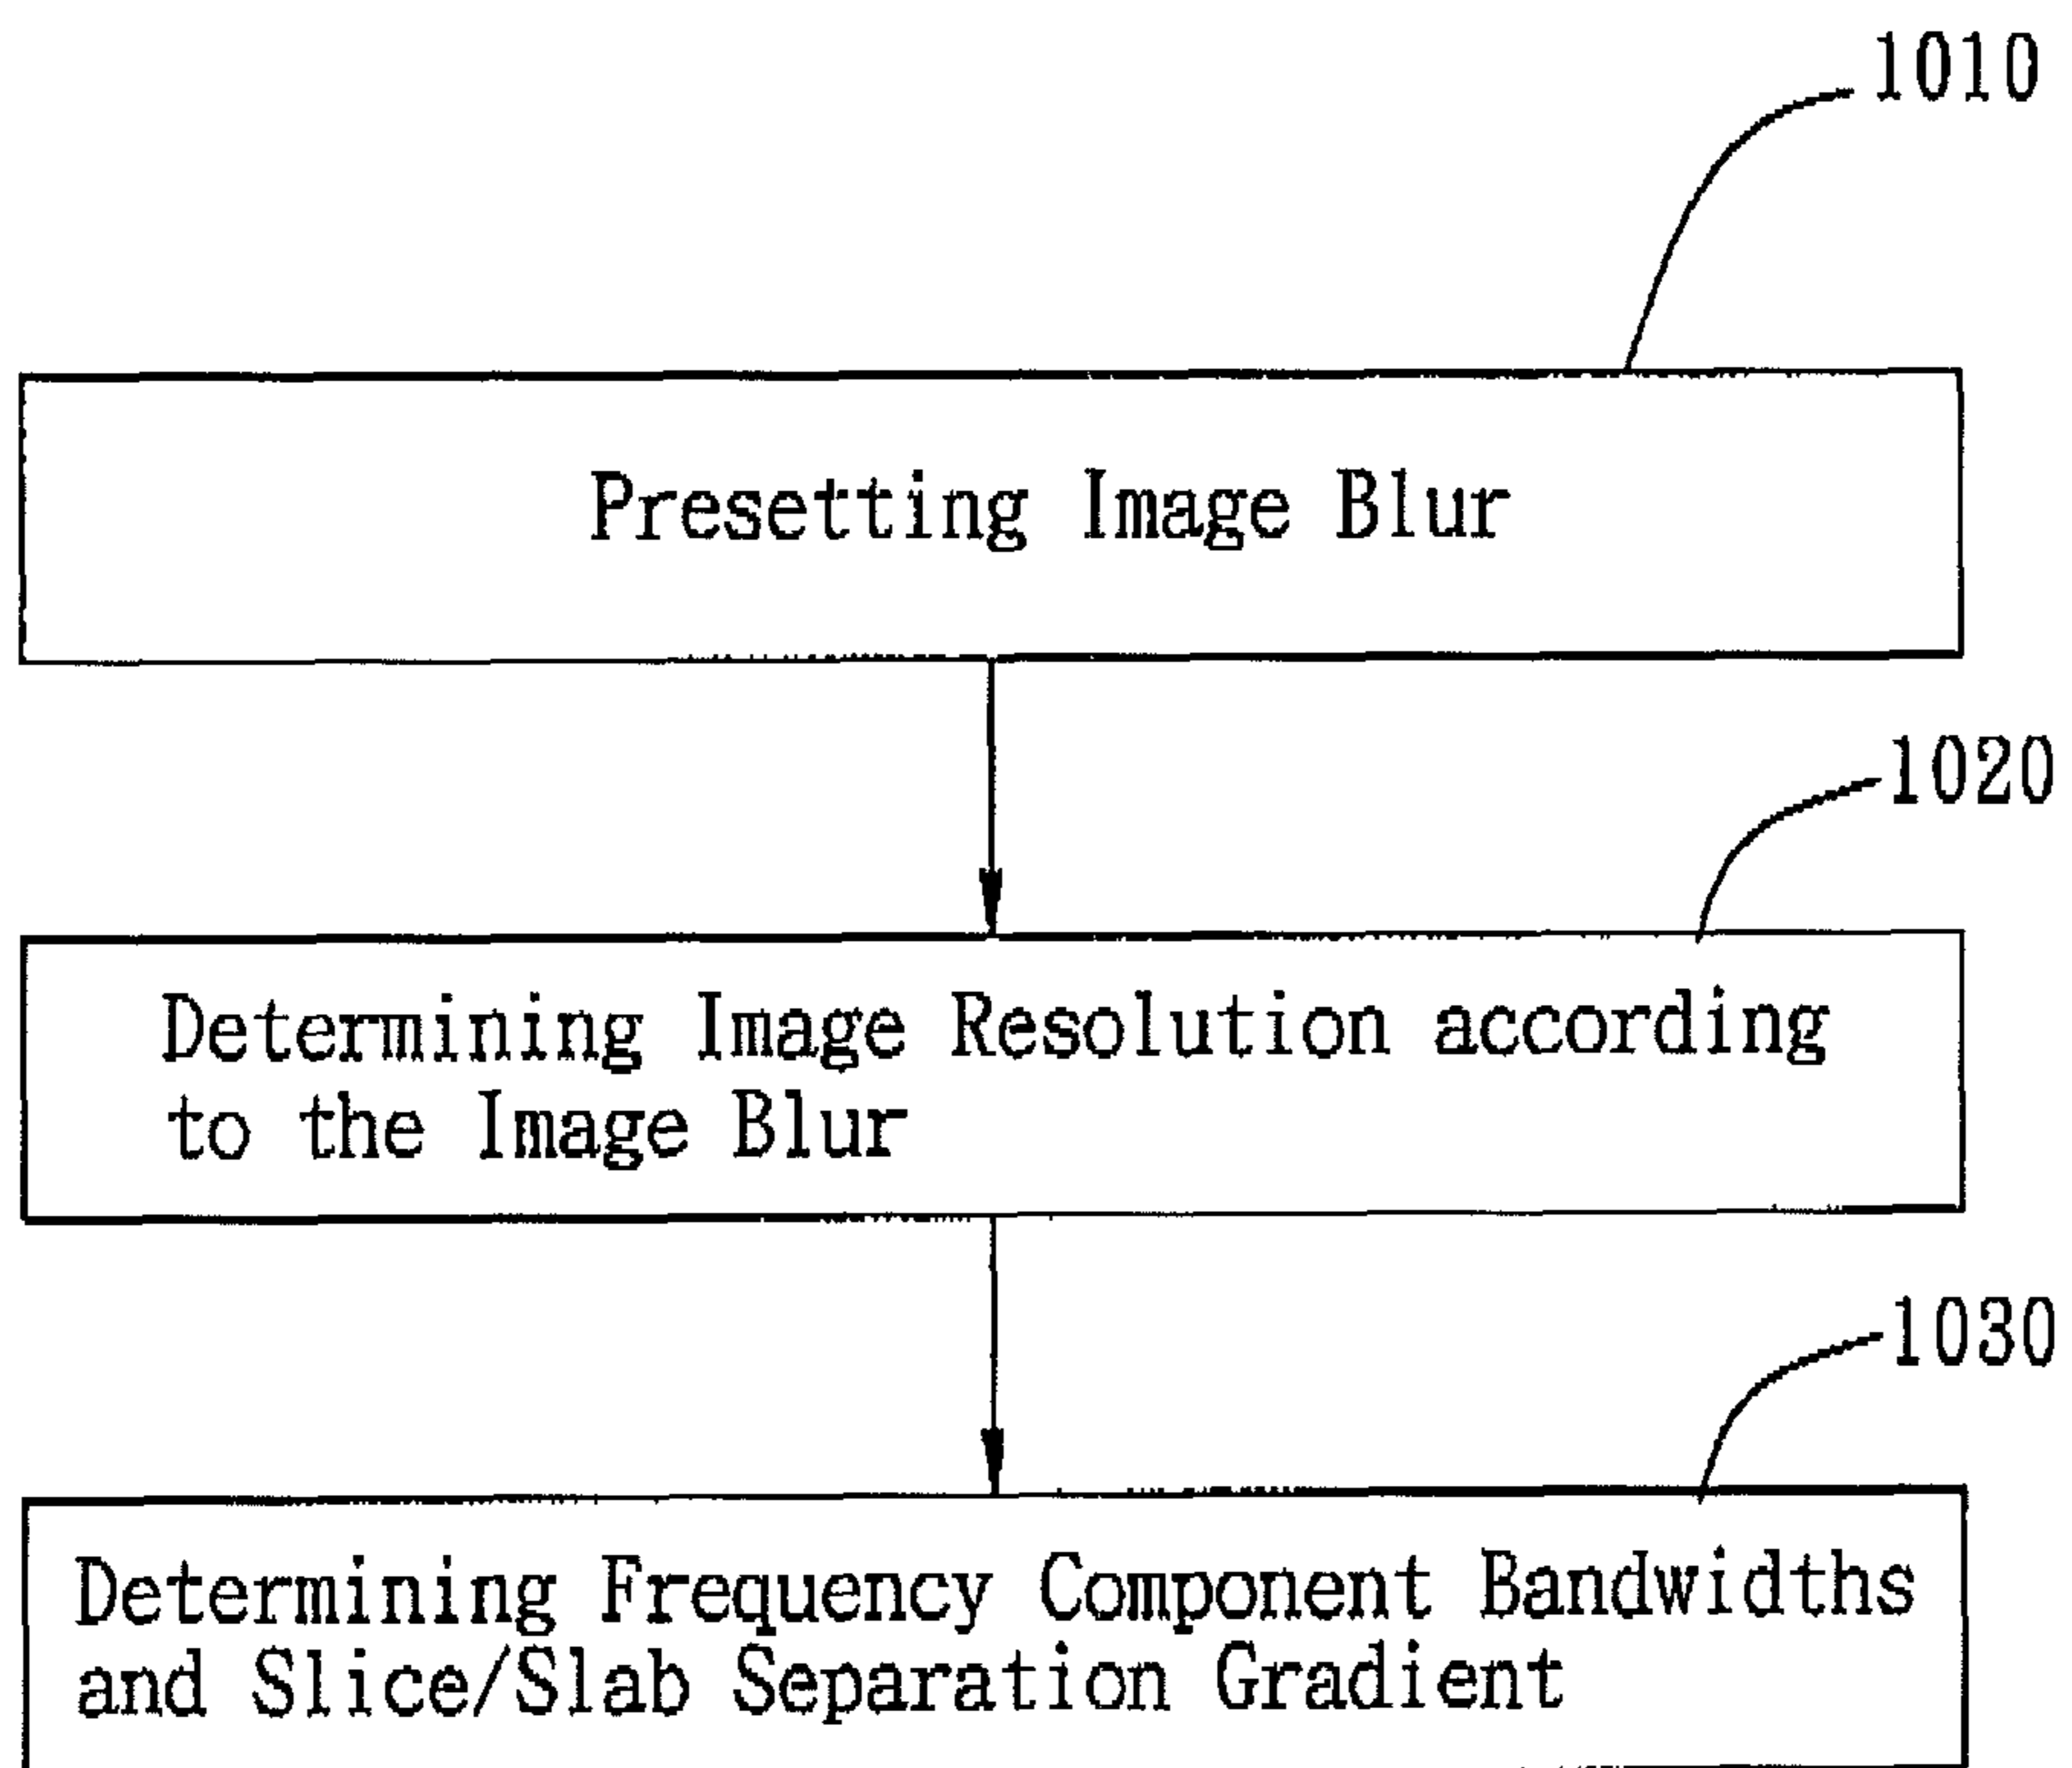 1010
Presetting Image Blur
1020
Determining Image Resolution according
to the Image Blur
1030
Determining Frequency Component Bandwidths
and Slice/Slab Separation Gradient